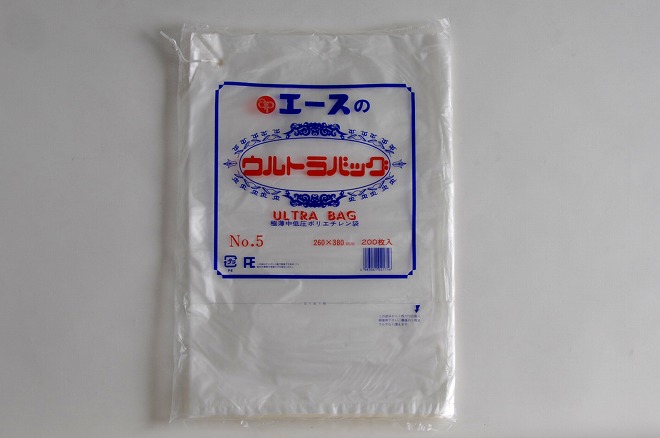 エースの
ウルトラバッグ
ULTRA BAG
極薄中低圧ポリエチレン袋
No.5 260×380m/m 200枚入
PE